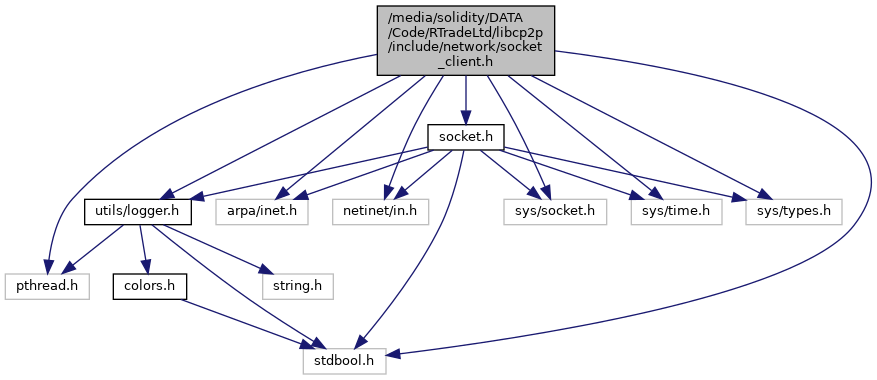 /media/solidity/DATA
/Code/RTradeLtd/libcp2p
/include/network/socket
_client.h
socket.h
utils/logger.h
arpa/inet.h
netinet/in.h
sys/socket.h
sys/time.h
sys/types.h
pthread.h
colors.h
string.h
stdbool.h